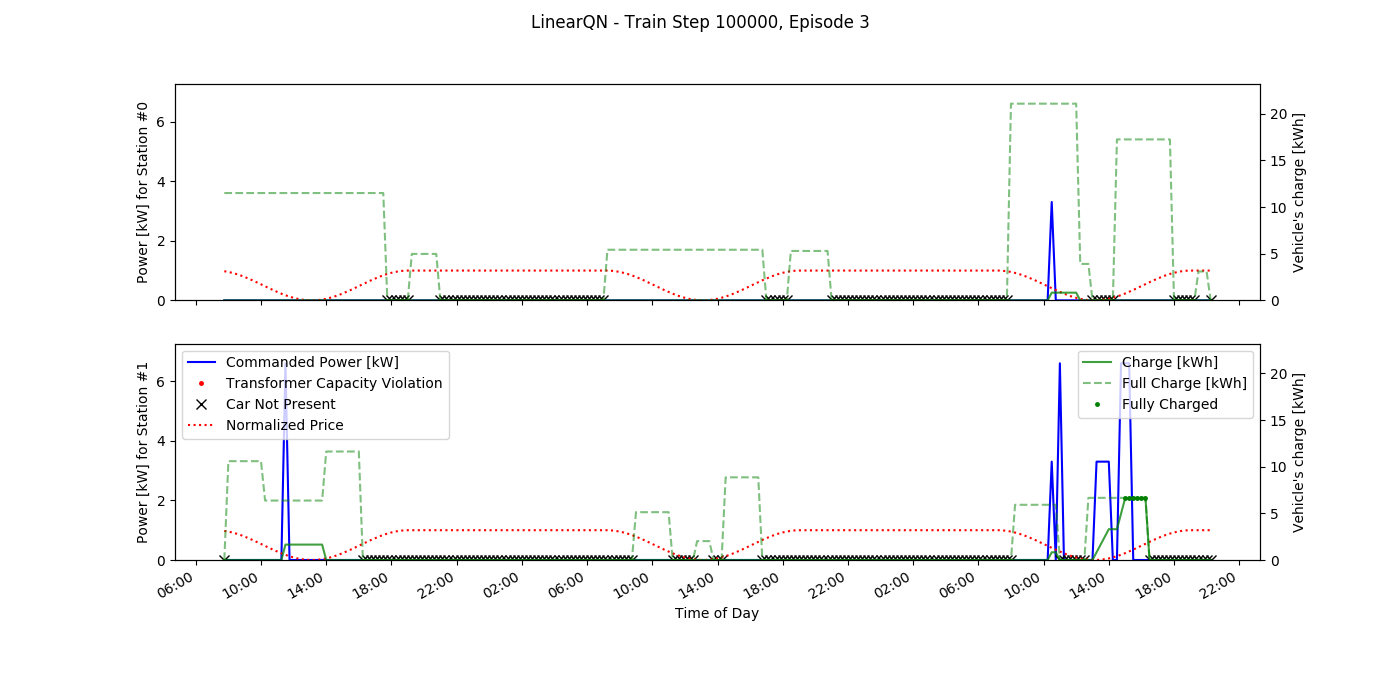 LinearQN - Train Step 100000, Episode 3
Power [kW] for Station #0
6
4
2
0
20
15
10
5
0
Vehicle's charge [kWh]
Power [kW] for Station #1
6
4
2
0
Commanded Power [kW]
Transformer Capacity Violation
Car Not Present
Normalized Price
Charge [kWh]
Full Charge [kWh]
Fully Charged
20
15
10
5
0
Vehicle's charge [kWh]
06:00 10:00 14:00 18:00 22:00 02:00 06:00 10:00 14:00 18:00 22:00 02:00 06:00 10:00 14:00 18:00 22:00
Time of Day